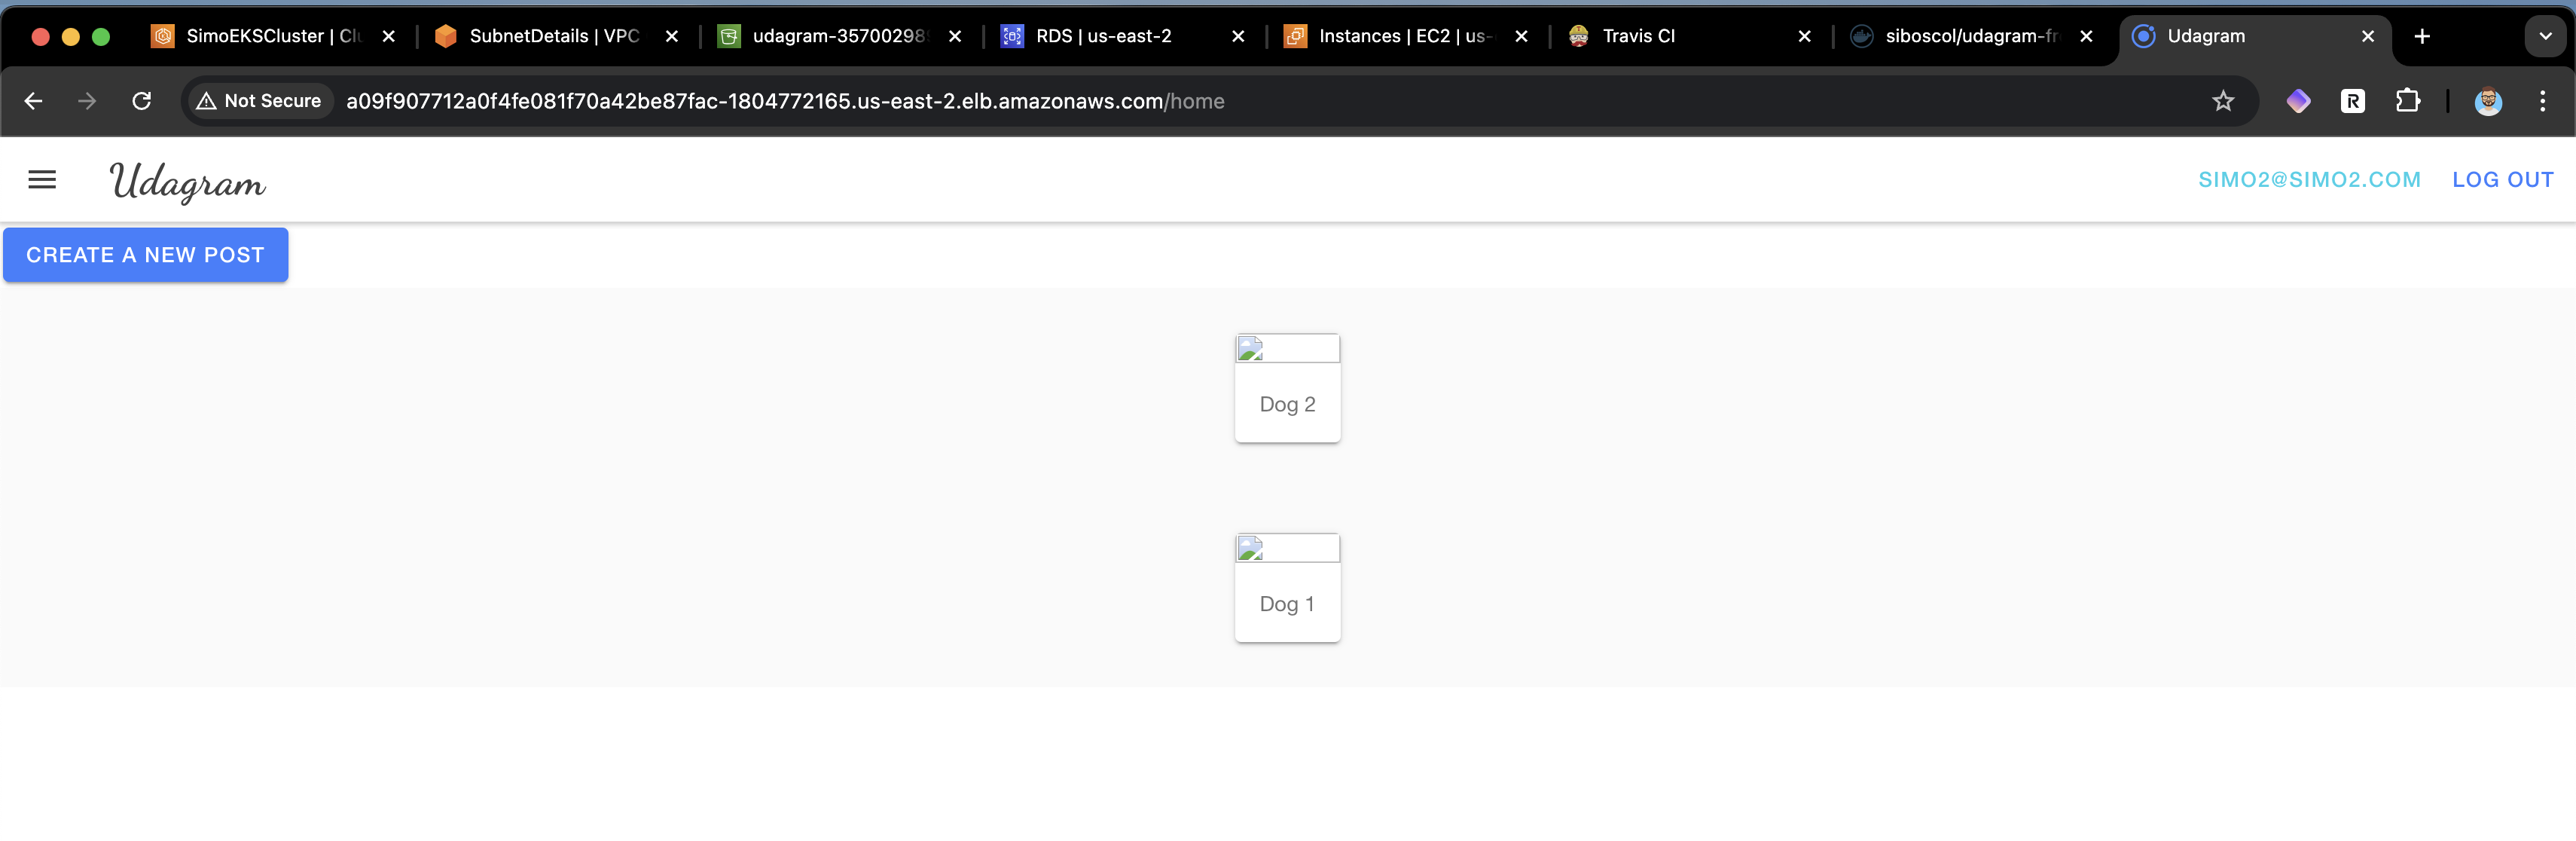 SimoEKSCluster | Cl
SubnetDetails | VPC
udagram-35700298
RDS | us-east-2
Instances | EC2 | us-
Travis CI
siboscol/udagram-fr
Udagram
Not Secure
a09f907712a0f4fe081f70a42be87fac-1804772165.us-east-2.elb.amazonaws.com/home
R
Udagram
SIMO2@SIMO2.COM
LOG OUT
CREATE A NEW POST
Dog 2
Dog 1